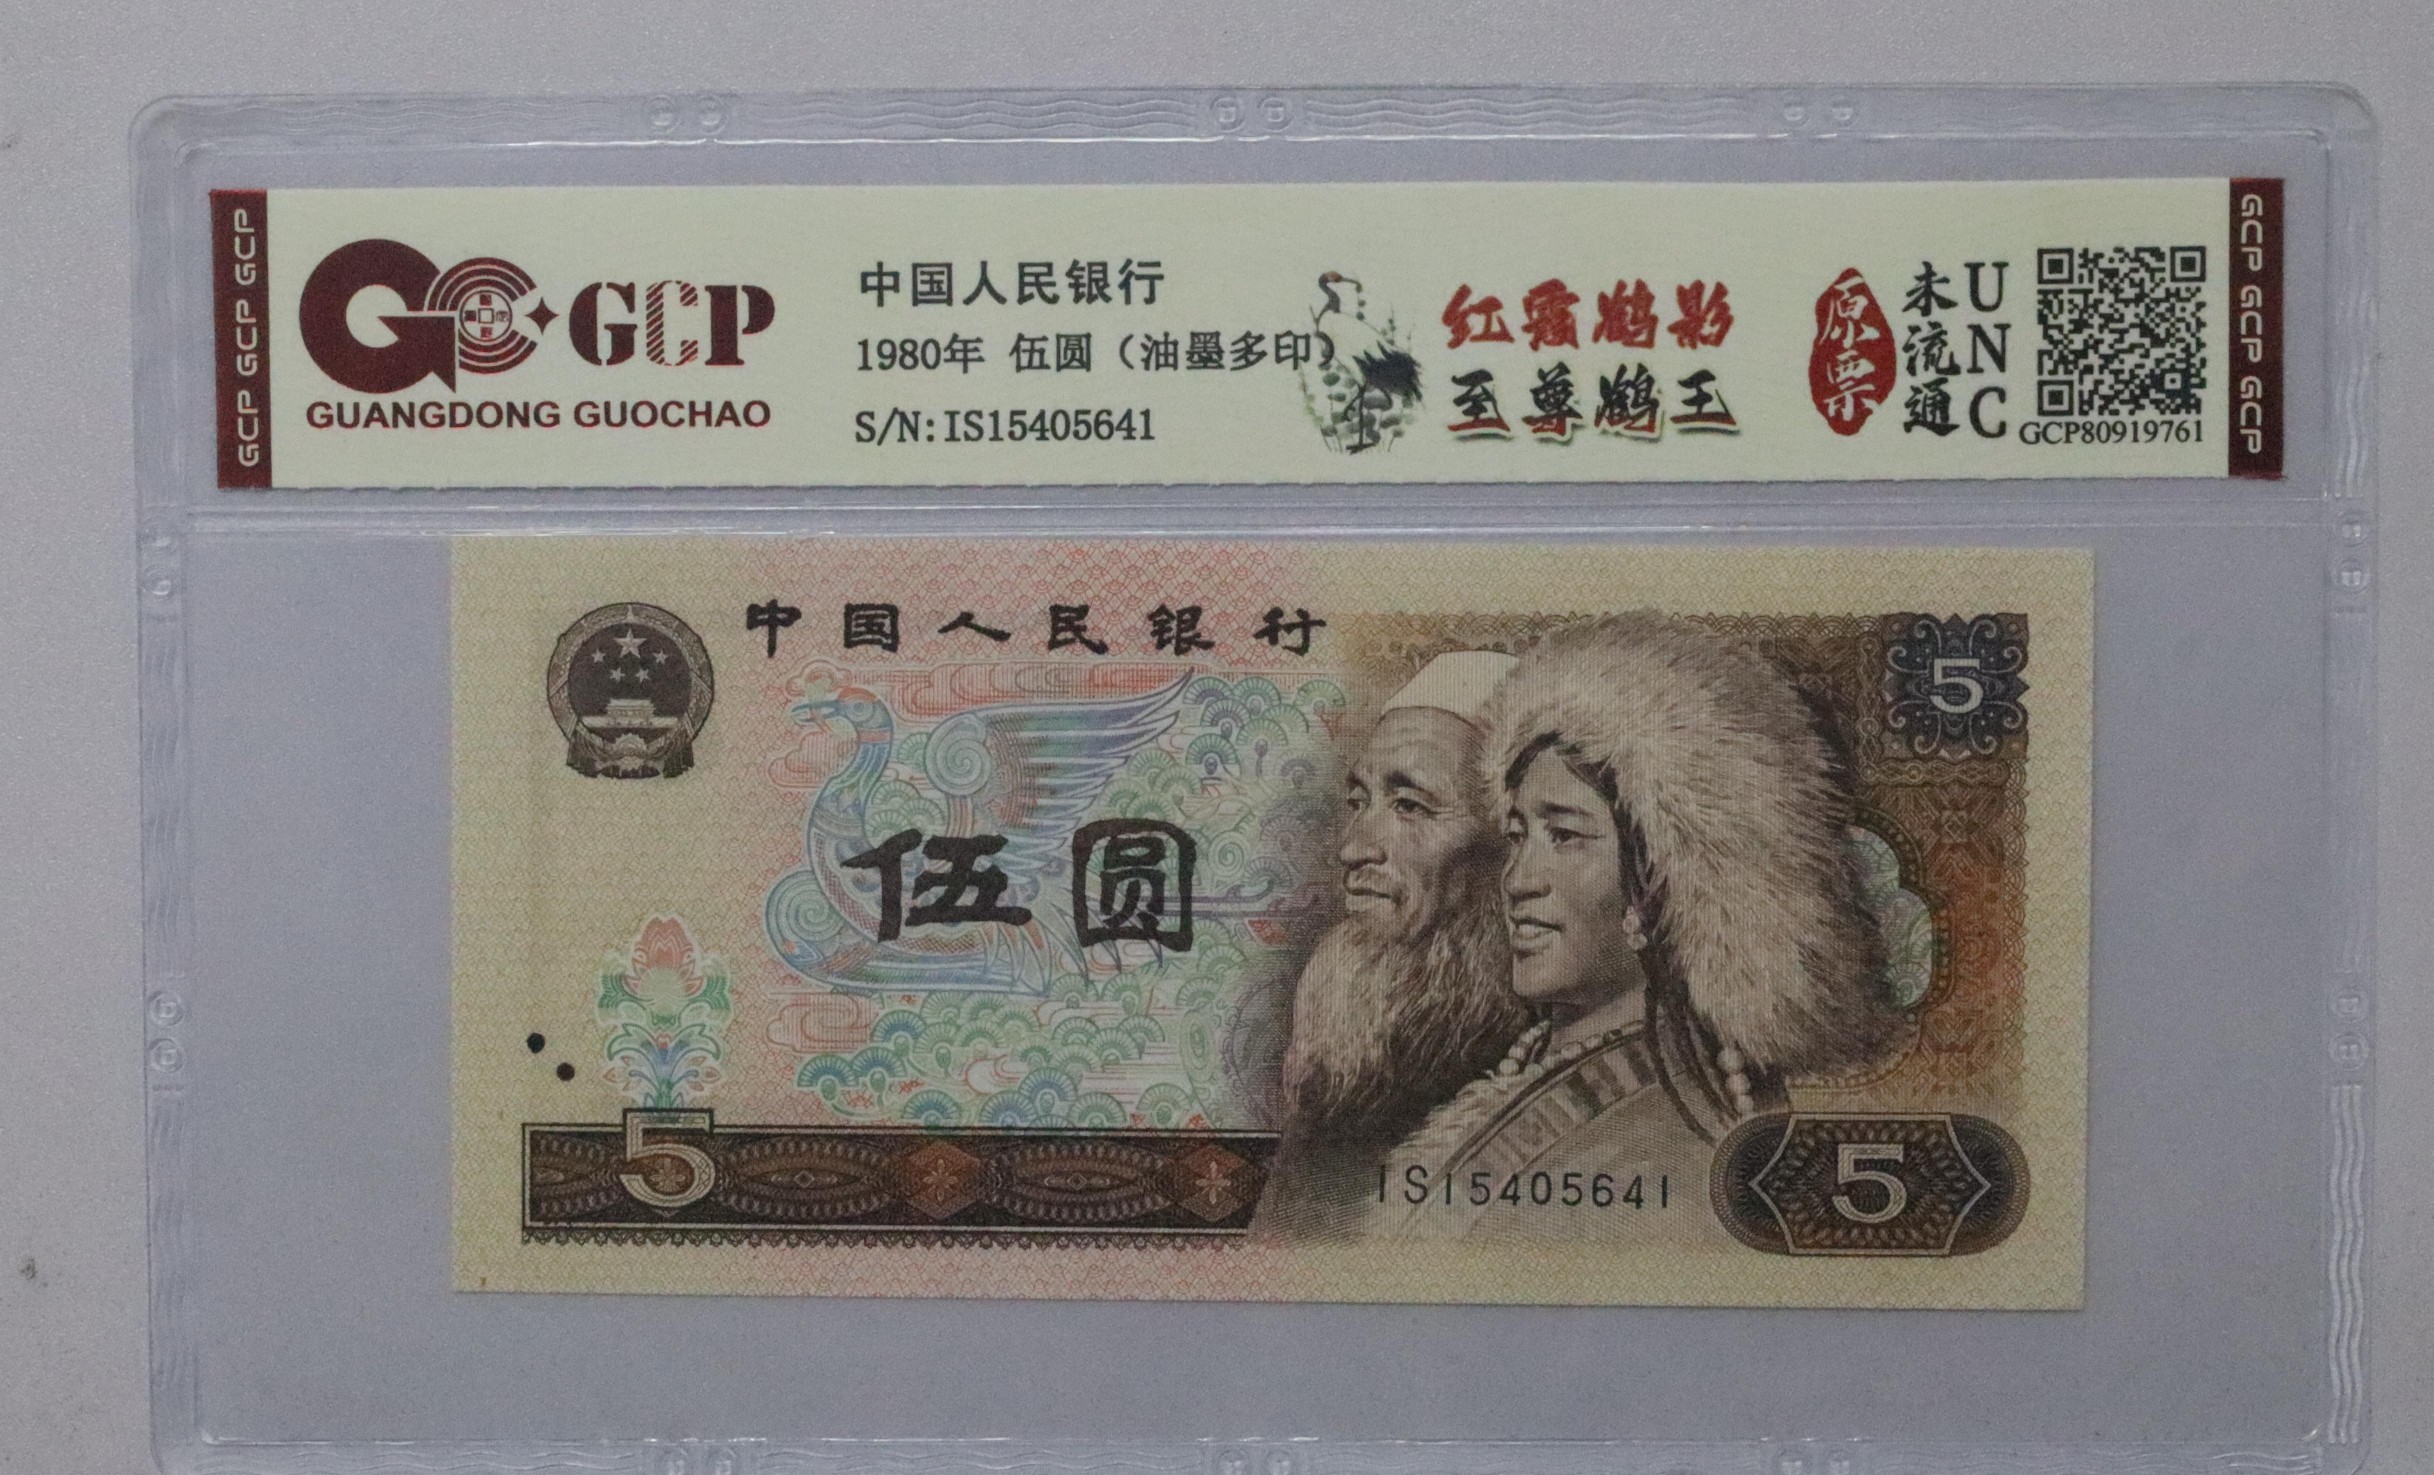 GCP GCP GCP
GCP
GUANGDONG GUOCHAO
中国人民银行
1980年 伍圆（油墨多印）
S/N:IS15405641
红霞鹤影
至尊鹤王
原票
未流通
UNC
GCP80919761
GCP GCP GCP
中国人民银行
5
伍圆
5
IS15405641
5